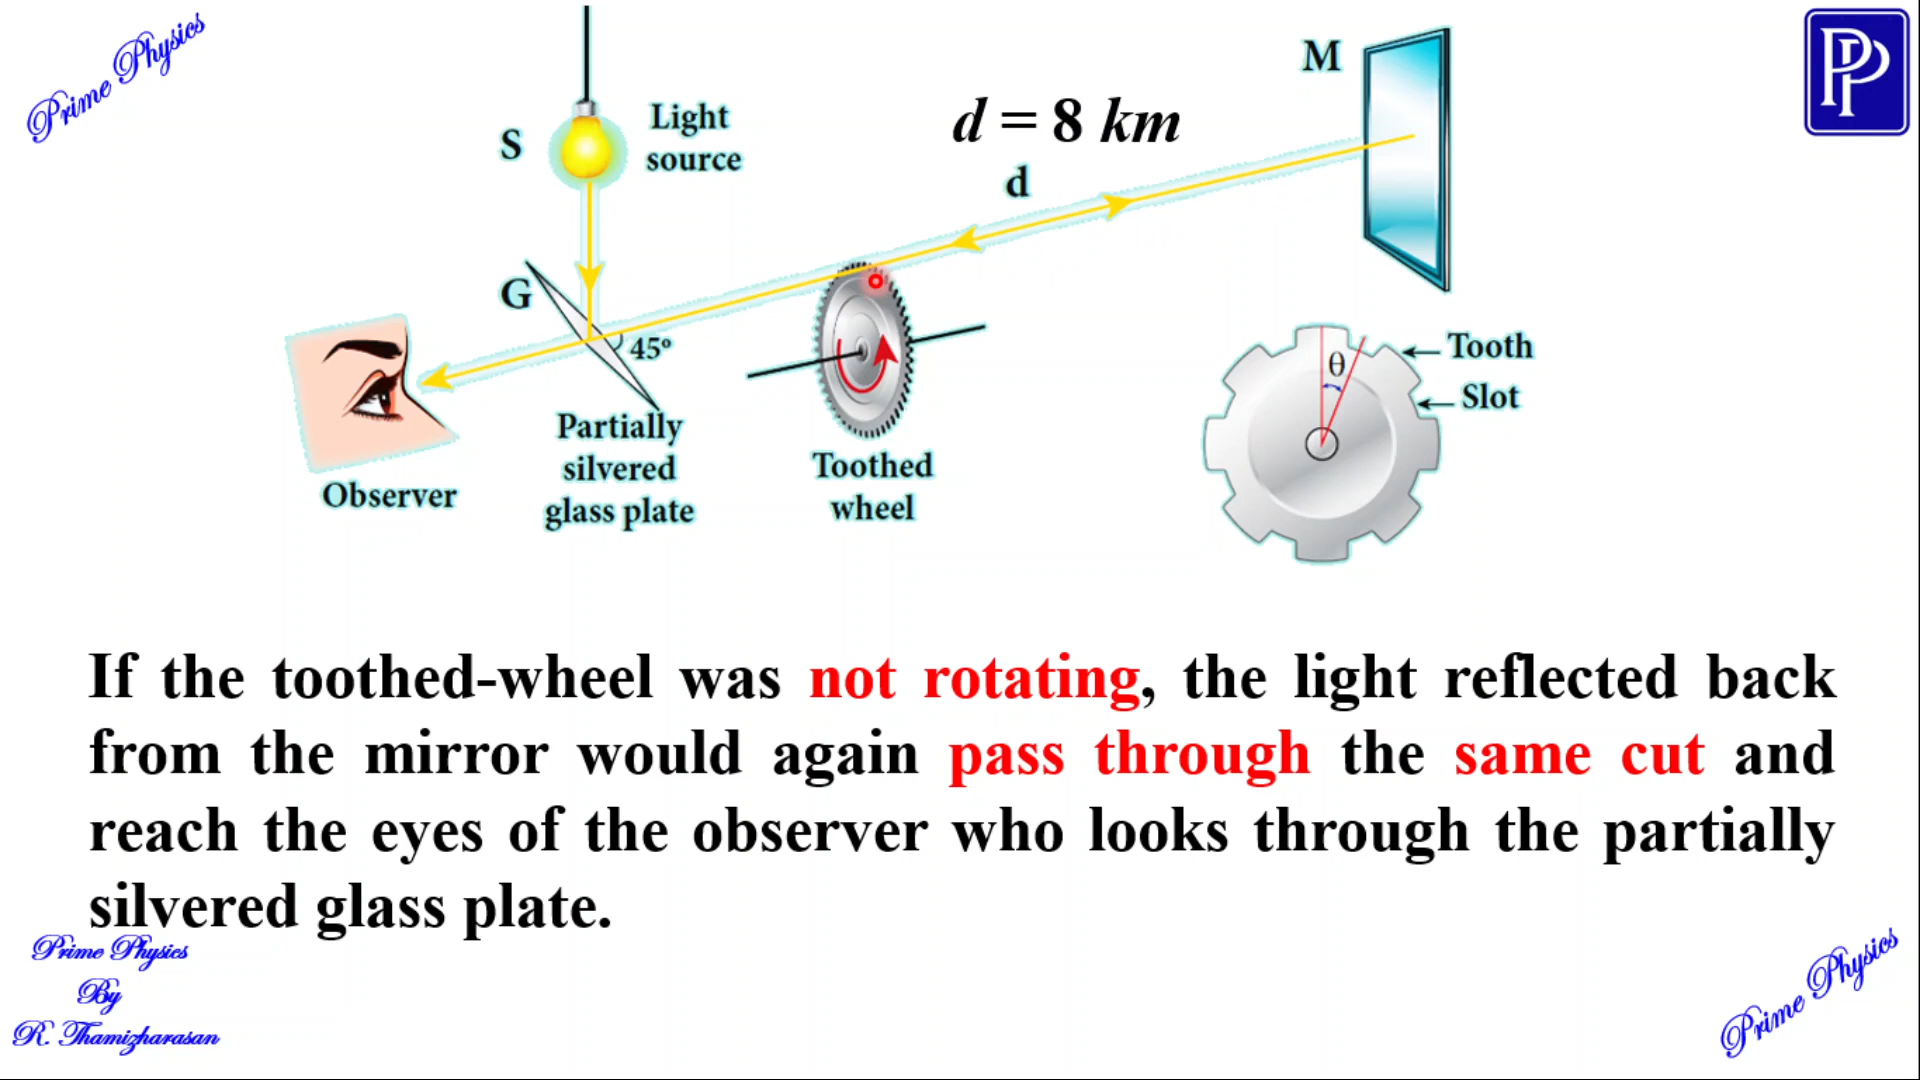 Prime Physics
PP
M
Light
source
S
d = 8 km
d
G
45º
Tooth
θ
Slot
Partially
silvered
glass plate
Toothed
wheel
Observer
If the toothed-wheel was not rotating, the light reflected back
from the mirror would again pass through the same cut and
reach the eyes of the observer who looks through the partially
silvered glass plate.
Prime Physics
By
R. Thamizharasan
Prime Physics